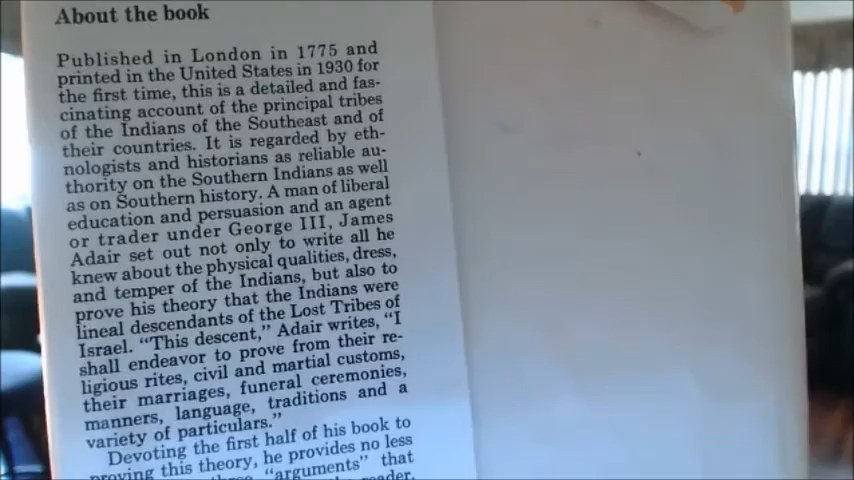 About the book
Published in London in 1775 and
printed in the United States in 1930 for
the first time, this is a detailed and fas-
cinating account of the principal tribes
of the Indians of the Southeast and of
their countries. It is regarded by eth-
nologists and historians as reliable au-
thority on the Southern Indians as well
as on Southern history. A man of liberal
education and persuasion and an agent
or trader under George III, James
Adair set out not only to write all he
knew about the physical qualities, dress,
and temper of the Indians, but also to
prove his theory that the Indians were
lineal descendants of the Lost Tribes of
Israel. “This descent,” Adair writes, “I
shall endeavor to prove from their re-
ligious rites, civil and martial customs,
their marriages, funeral ceremonies,
manners, language, traditions and a
variety of particulars.”
Devoting the first half of his book to
proving this theory, he provides no less
“arguments” that
reader.